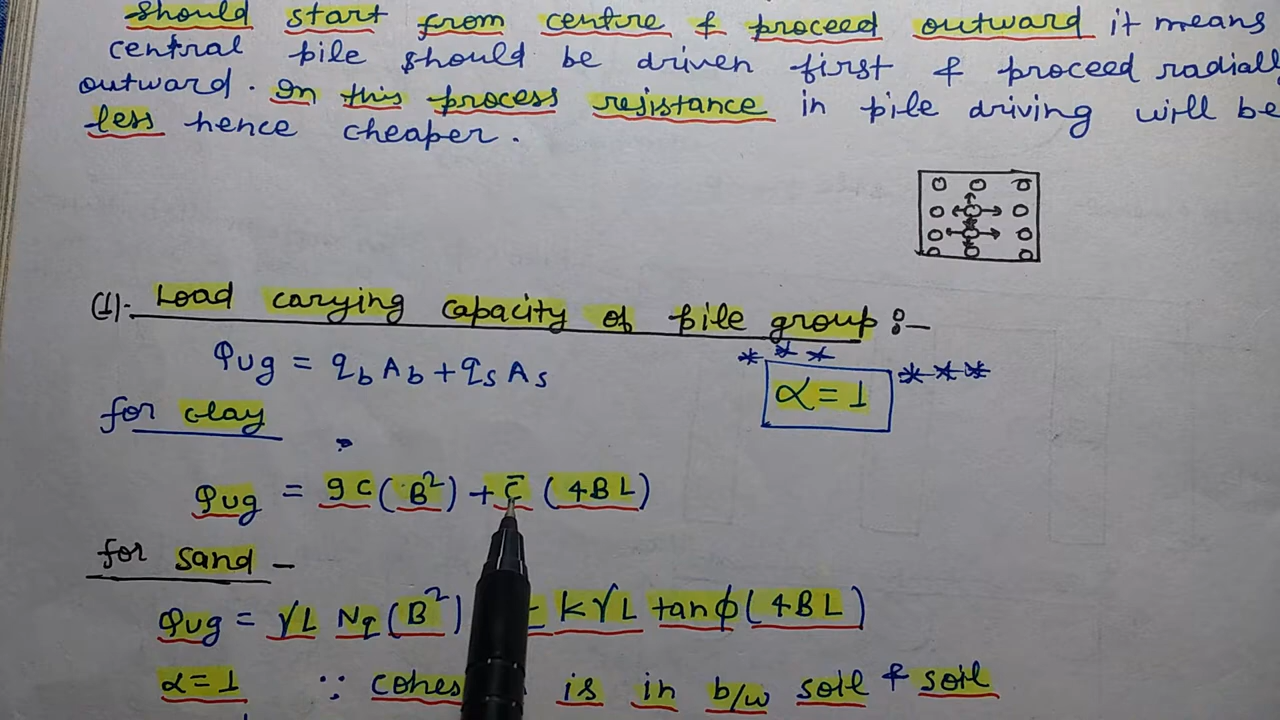 should start from centre & proceed outward it means
central pile should be driven first & proceed radially
outward. In this process resistance in pile driving will be
less hence cheaper.
(1):- Load carying capacity of pile group :-
Qug = qb Ab + qs As
* * * α = 1 * * *
for clay
Qug = 9c (B²) + c̄ (4BL)
for sand -
Qug = γL Nq (B²) kγL tanφ (4BL)
α = 1 ∵ is in b/w soil & soil